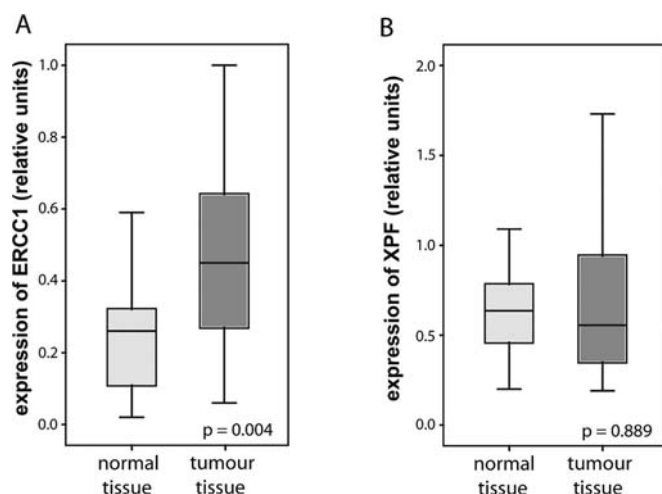 A
expression of ERCC1 (relative units)
1.0
0.8
0.6
0.4
0.2
0.0
p = 0.004
normal tissue
tumour tissue
B
expression of XPF (relative units)
2.0
1.5
1.0
0.5
0.0
p = 0.889
normal tissue
tumour tissue